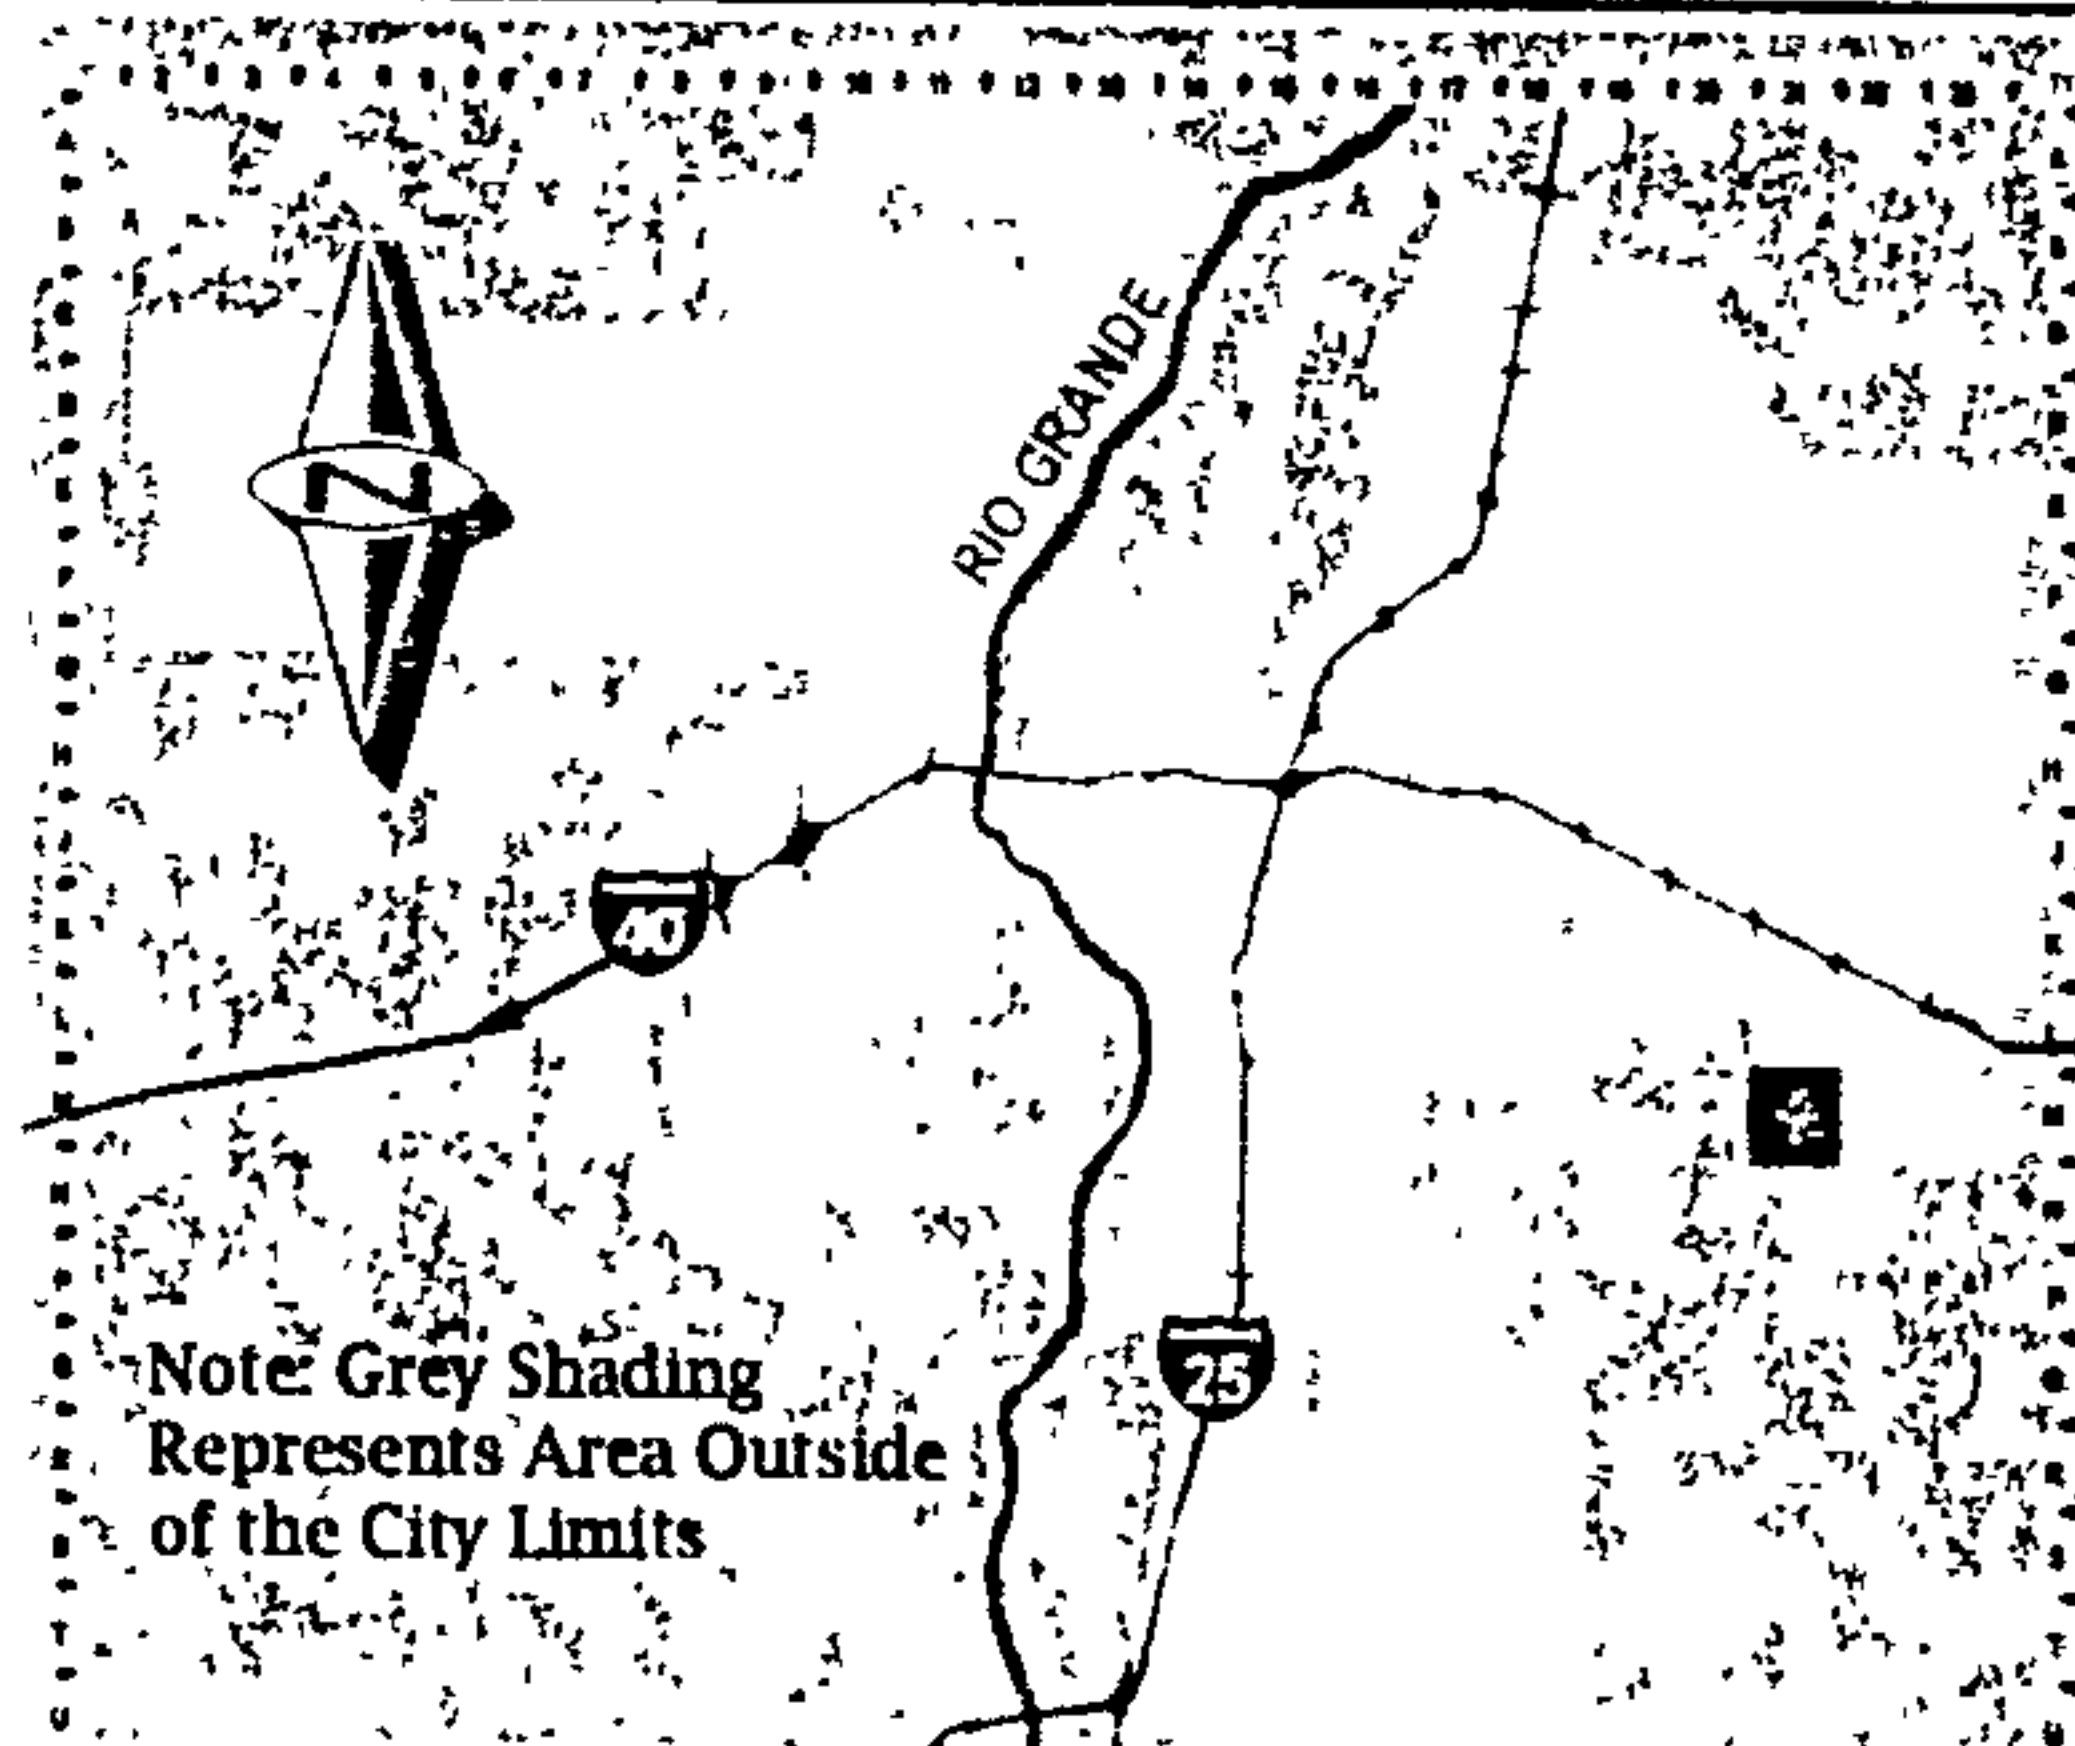 N
RIO GRANDE
40
25
Note: Grey Shading
Represents Area Outside
of the City Limits